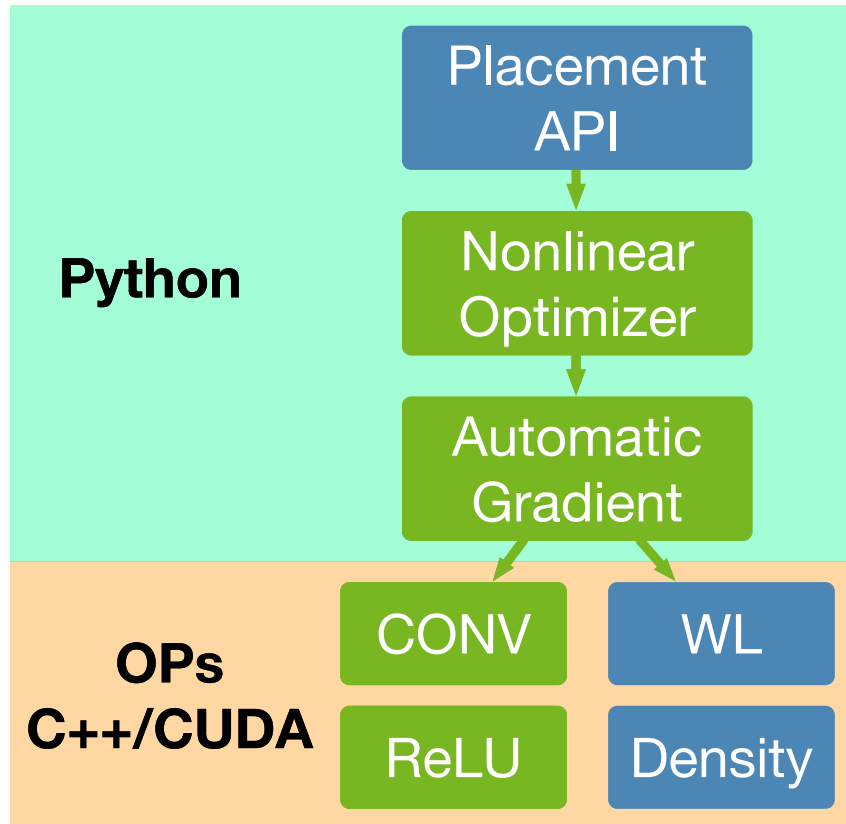 Placement
API
Python
Nonlinear
Optimizer
Automatic
Gradient
OPs
C++/CUDA
CONV
WL
ReLU
Density